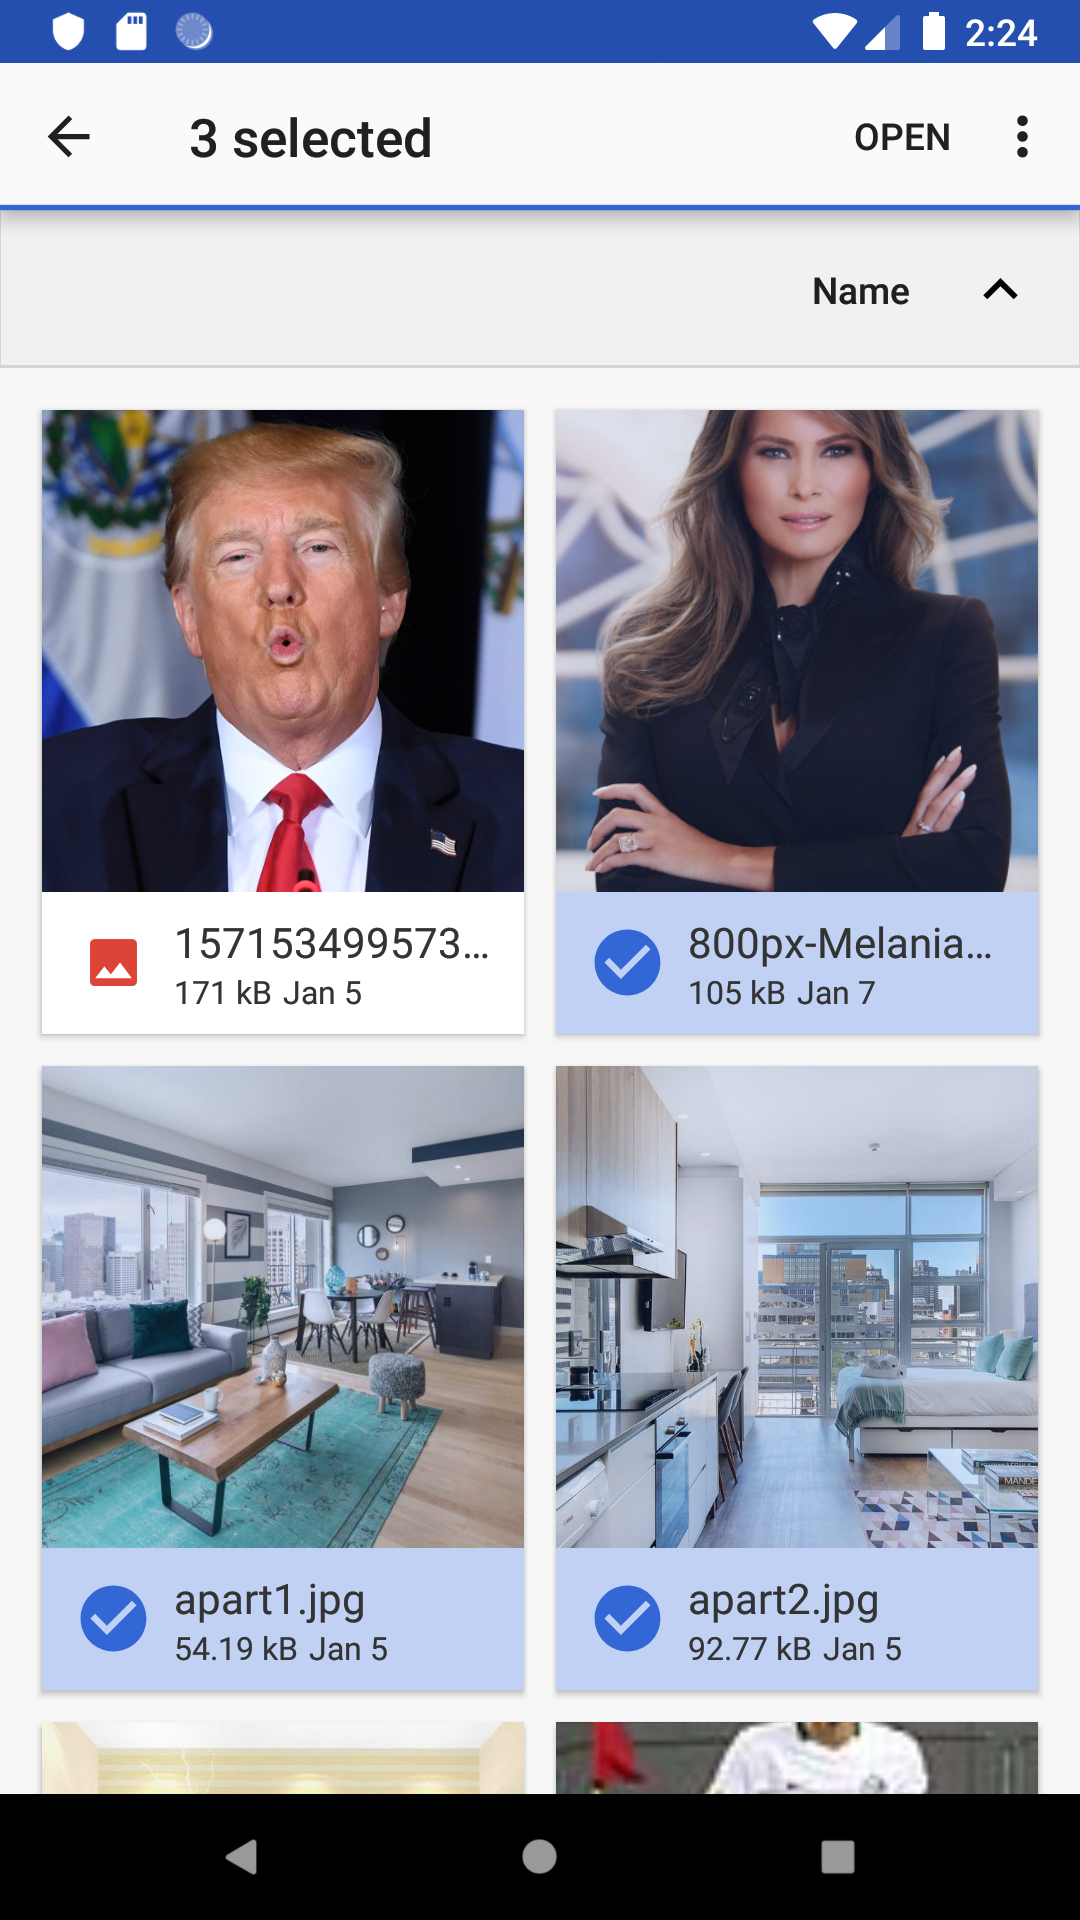 2:24
3 selected
OPEN
Name
157153499573...
171 kB Jan 5
800px-Melania...
105 kB Jan 7
apart1.jpg
54.19 kB Jan 5
apart2.jpg
92.77 kB Jan 5